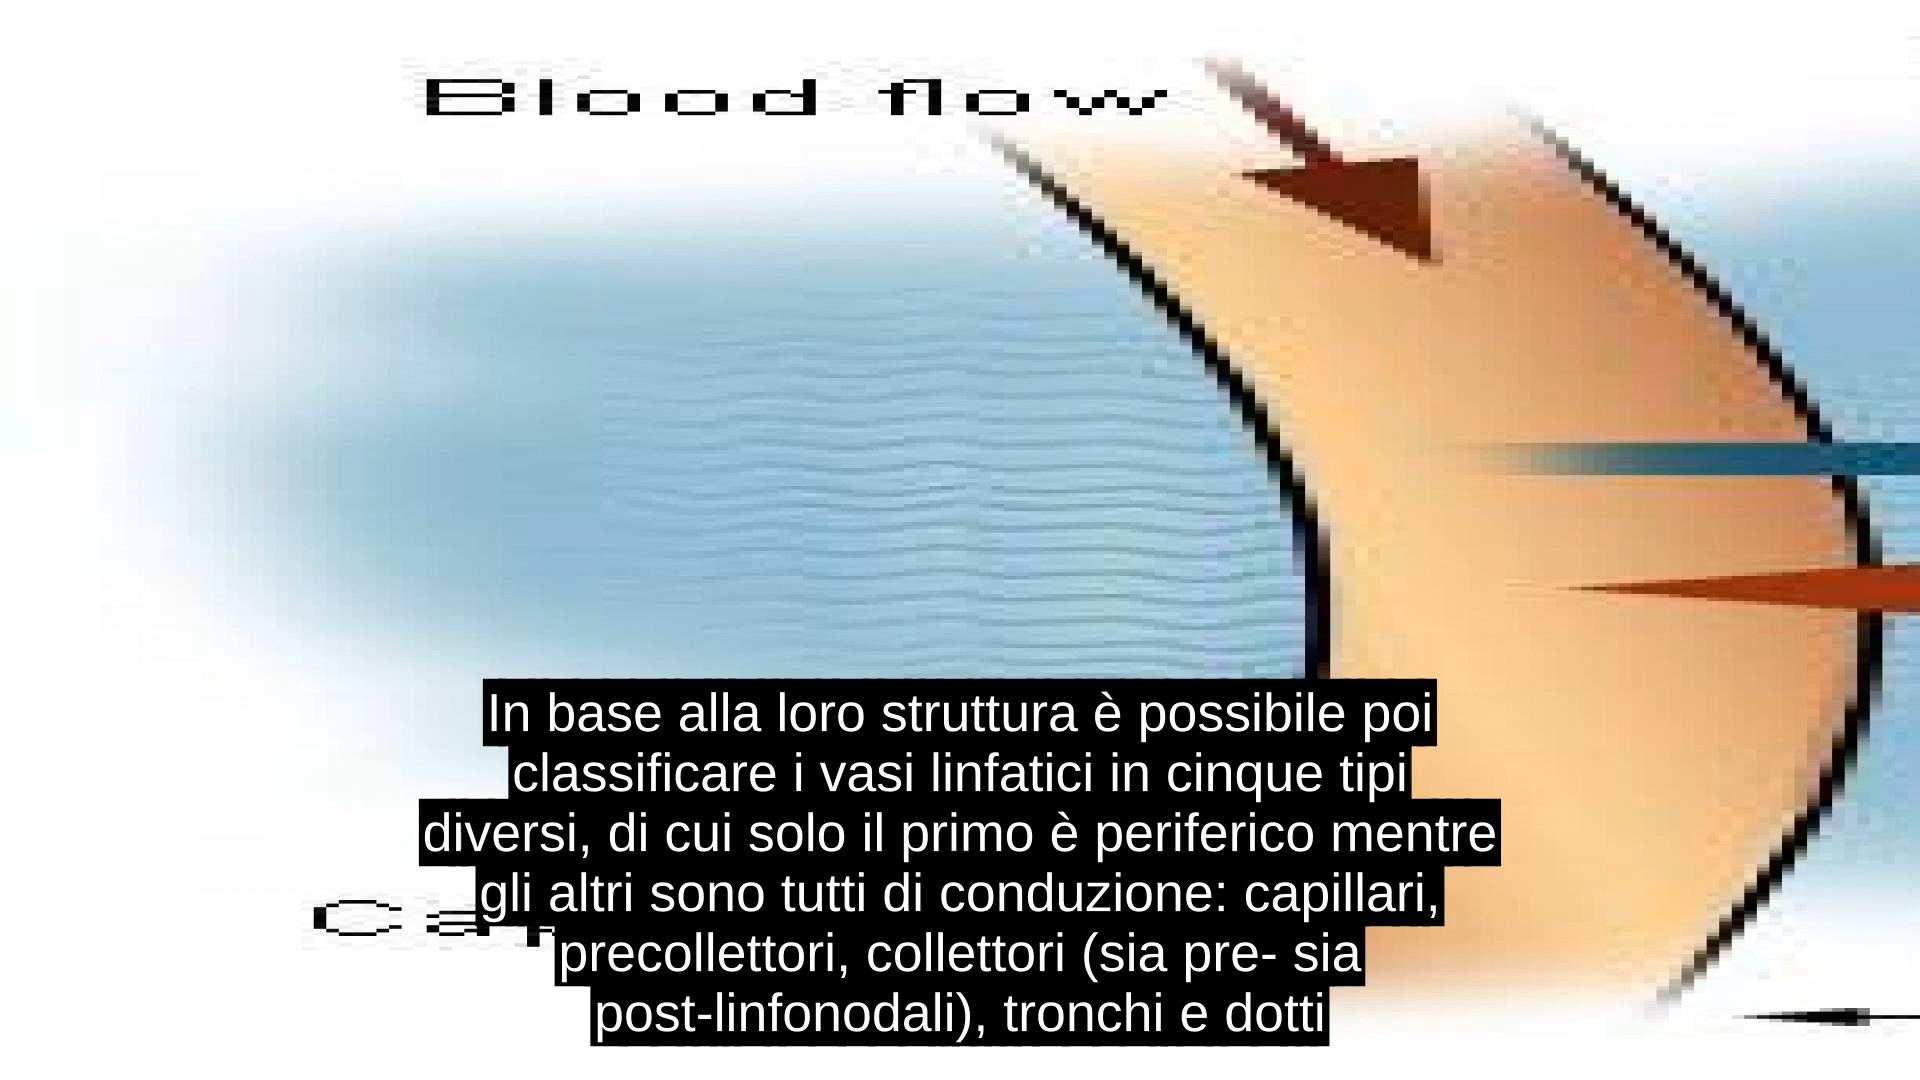 Blood flow
In base alla loro struttura è possibile poi
classificare i vasi linfatici in cinque tipi
diversi, di cui solo il primo è periferico mentre
gli altri sono tutti di conduzione: capillari,
precollettori, collettori (sia pre- sia
post-linfonodali), tronchi e dotti